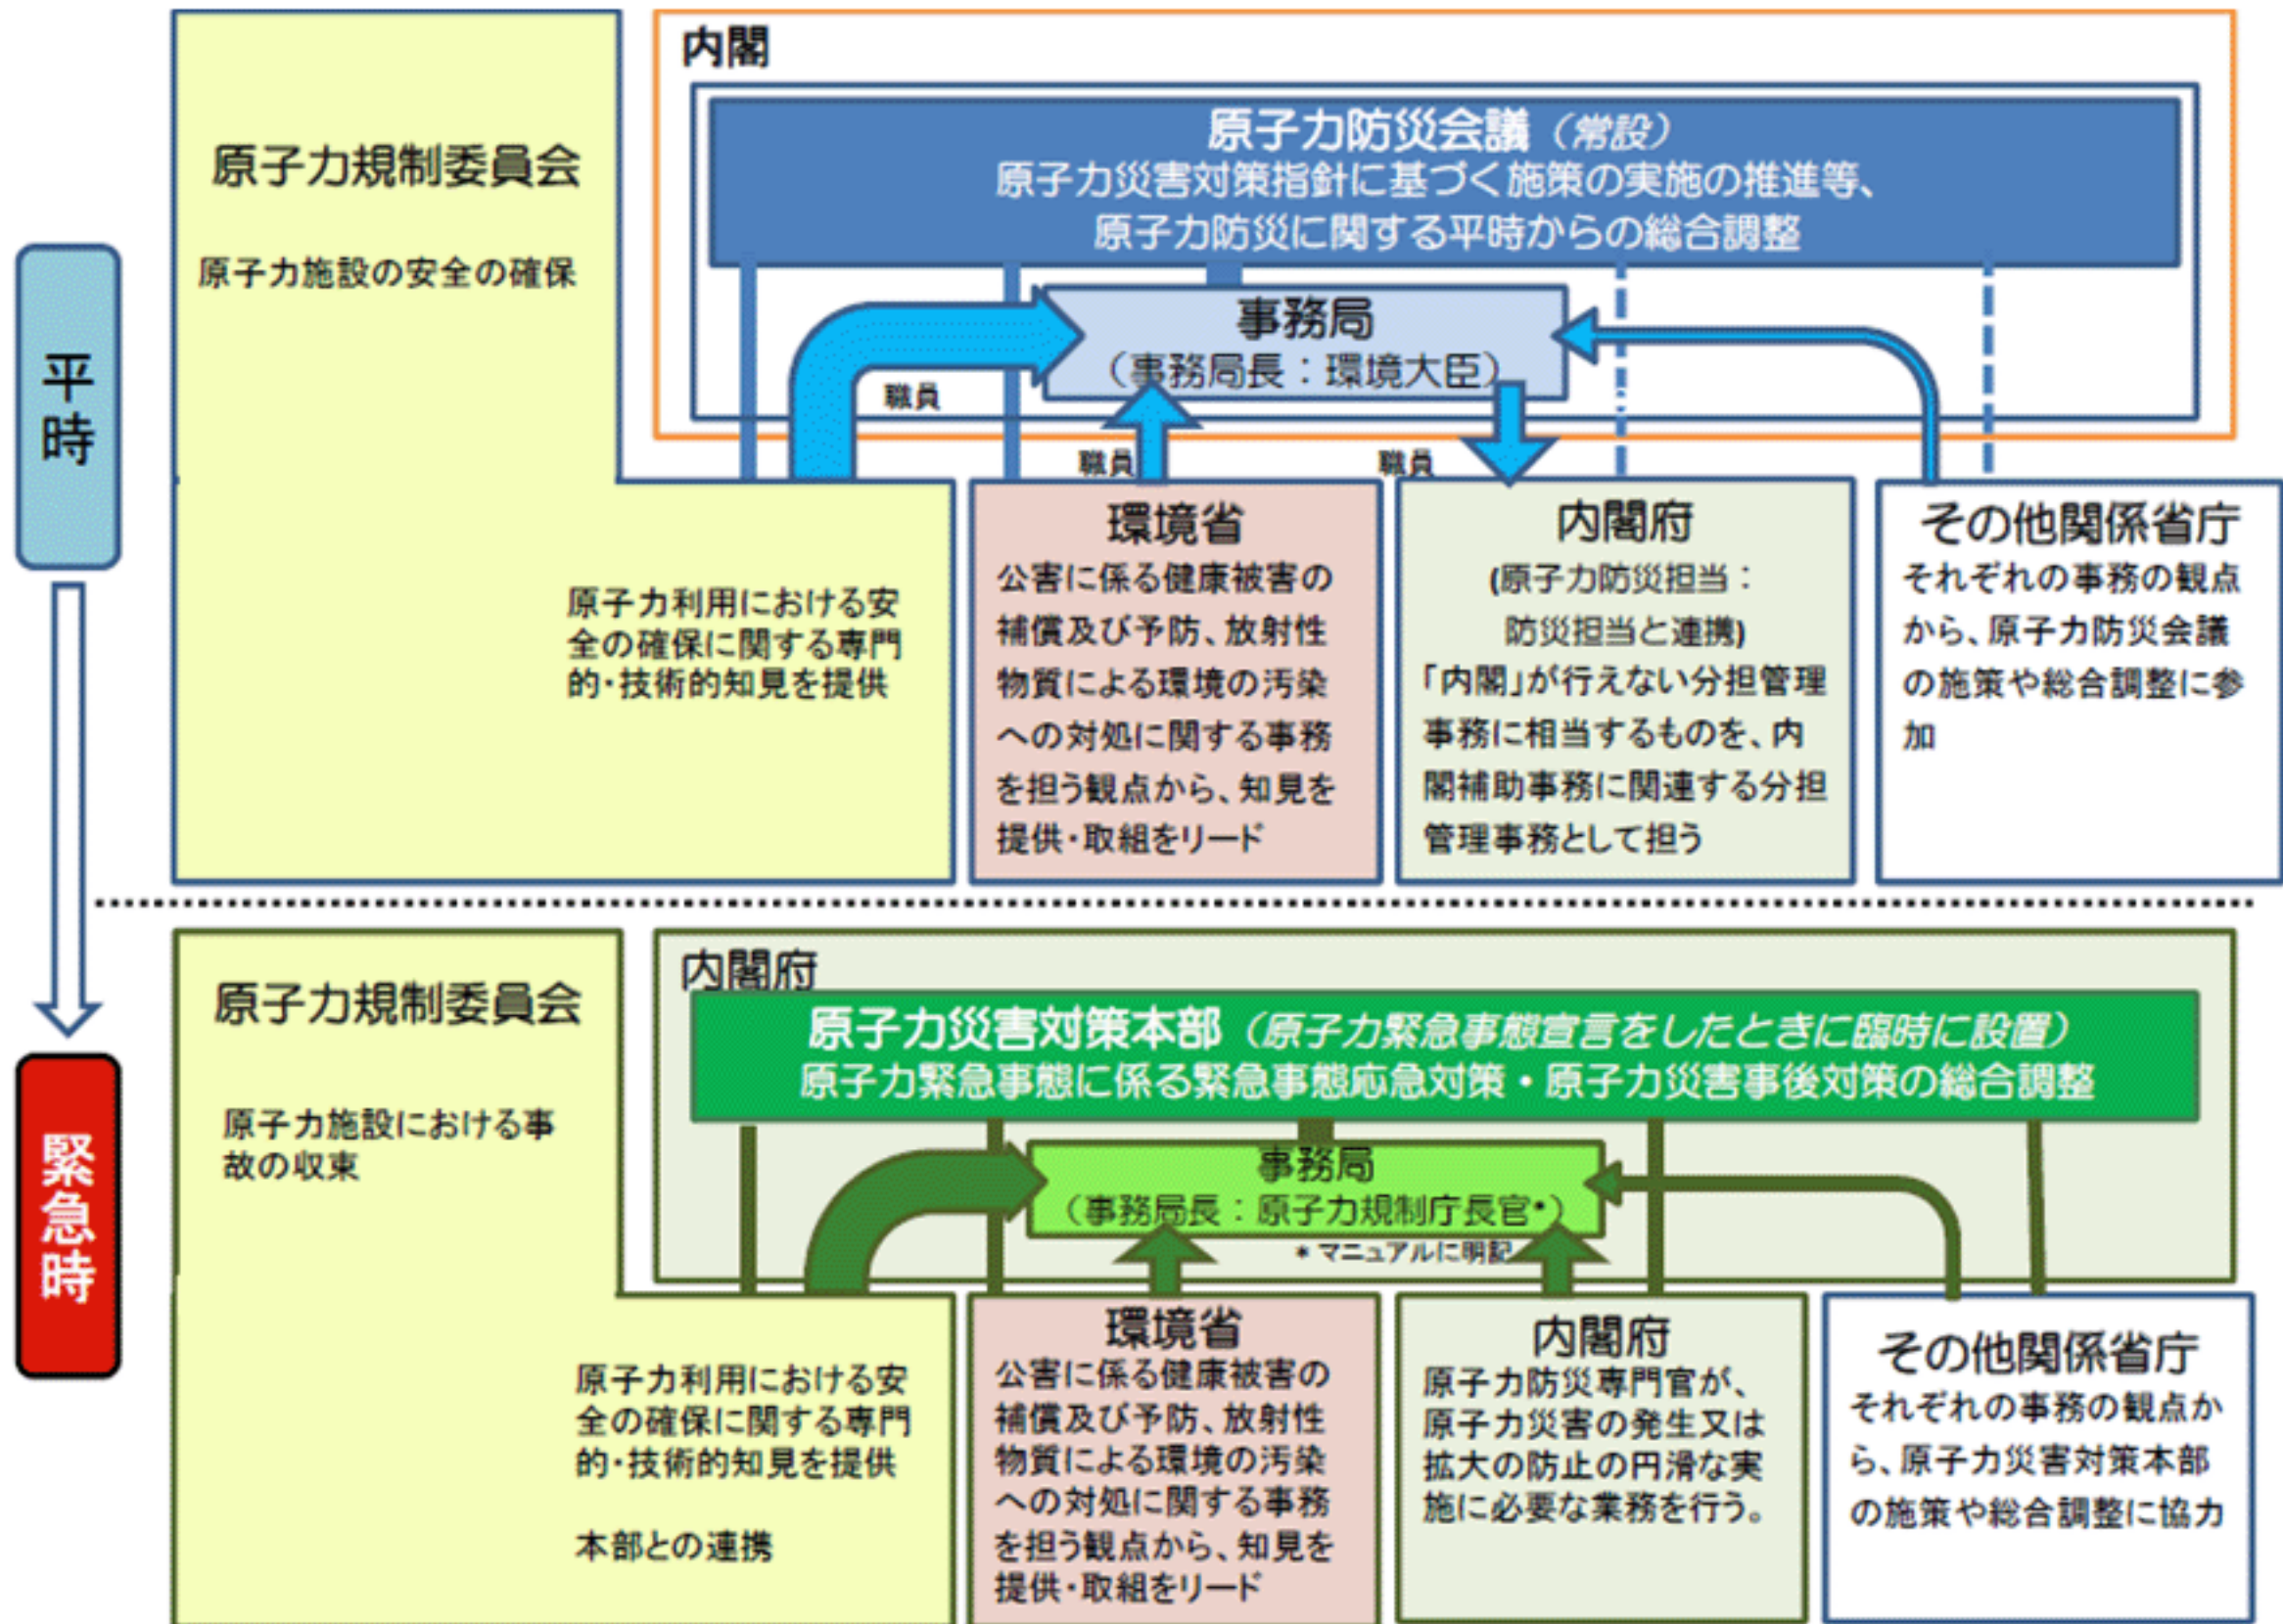 平時
原子力規制委員会
原子力施設の安全の確保
内閣
原子力防災会議（常設）
原子力災害対策指針に基づく施策の実施の推進等、
原子力防災に関する平時からの総合調整
事務局
（事務局長：環境大臣）
職員
職員
職員
原子力利用における安
全の確保に関する専門
的・技術的知見を提供
環境省
公害に係る健康被害の
補償及び予防、放射性
物質による環境の汚染
への対処に関する事務
を担う観点から、知見を
提供・取組をリード
内閣府
(原子力防災担当：
防災担当と連携)
「内閣」が行えない分担管理
事務に相当するものを、内
閣補助事務に関連する分担
管理事務として担う
その他関係省庁
それぞれの事務の観点
から、原子力防災会議
の施策や総合調整に参
加
緊急時
原子力規制委員会
原子力施設における事
故の収束
内閣府
原子力災害対策本部（原子力緊急事態宣言をしたときに臨時に設置）
原子力緊急事態に係る緊急事態応急対策・原子力災害事後対策の総合調整
事務局
（事務局長：原子力規制庁長官*）
* マニュアルに明記
原子力利用における安
全の確保に関する専門
的・技術的知見を提供
本部との連携
環境省
公害に係る健康被害の
補償及び予防、放射性
物質による環境の汚染
への対処に関する事務
を担う観点から、知見を
提供・取組をリード
内閣府
原子力防災専門官が、
原子力災害の発生又は
拡大の防止の円滑な実
施に必要な業務を行う。
その他関係省庁
それぞれの事務の観点か
ら、原子力災害対策本部
の施策や総合調整に協力